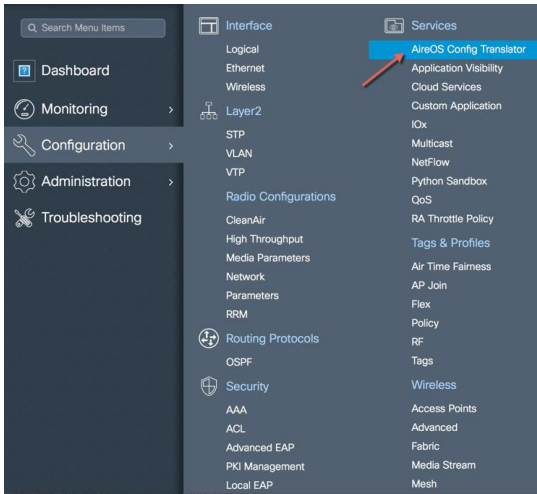 Search Menu Items
Dashboard
Monitoring
Configuration
Administration
Troubleshooting
Interface
Logical
Ethernet
Wireless
Layer2
STP
VLAN
VTP
Radio Configurations
CleanAir
High Throughput
Media Parameters
Network
Parameters
RRM
Routing Protocols
OSPF
Security
AAA
ACL
Advanced EAP
PKI Management
Local EAP
Services
AireOS Config Translator
Application Visibility
Cloud Services
Custom Application
IOx
Multicast
NetFlow
Python Sandbox
QoS
RA Throttle Policy
Tags & Profiles
Air Time Fairness
AP Join
Flex
Policy
RF
Tags
Wireless
Access Points
Advanced
Fabric
Media Stream
Mesh